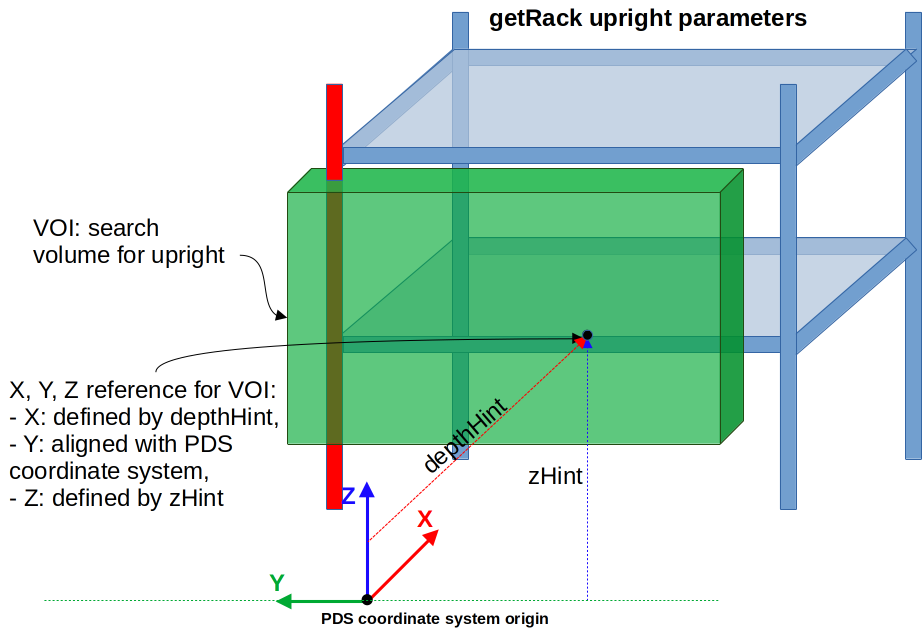 getRack upright parameters
VOI: search
volume for upright
X, Y, Z reference for VOI:
- X: defined by depthHint,
- Y: aligned with PDS
coordinate system,
- Z: defined by zHint
depthHint
zHint
Z
X
Y
PDS coordinate system origin